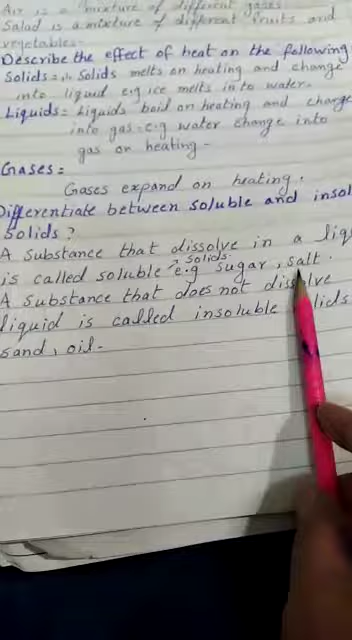 Air is a mixture of different gases
Salad is a mixture of different fruits and
vegetables.
Describe the effect of heat on the following
Solids = Solids melts on heating and change
into liquid e.g ice melts in to water.
Liquids = Liquids boil on heating and change
into gas e.g water change into
gas on heating.
Gases =
Gases expand on heating.
Differentiate between soluble and insol
Solids?
A substance that dissolve in a liq
is called soluble solids e.g sugar, salt.
A substance that does not dissolve
liquid is called insoluble lids
sand, oil.